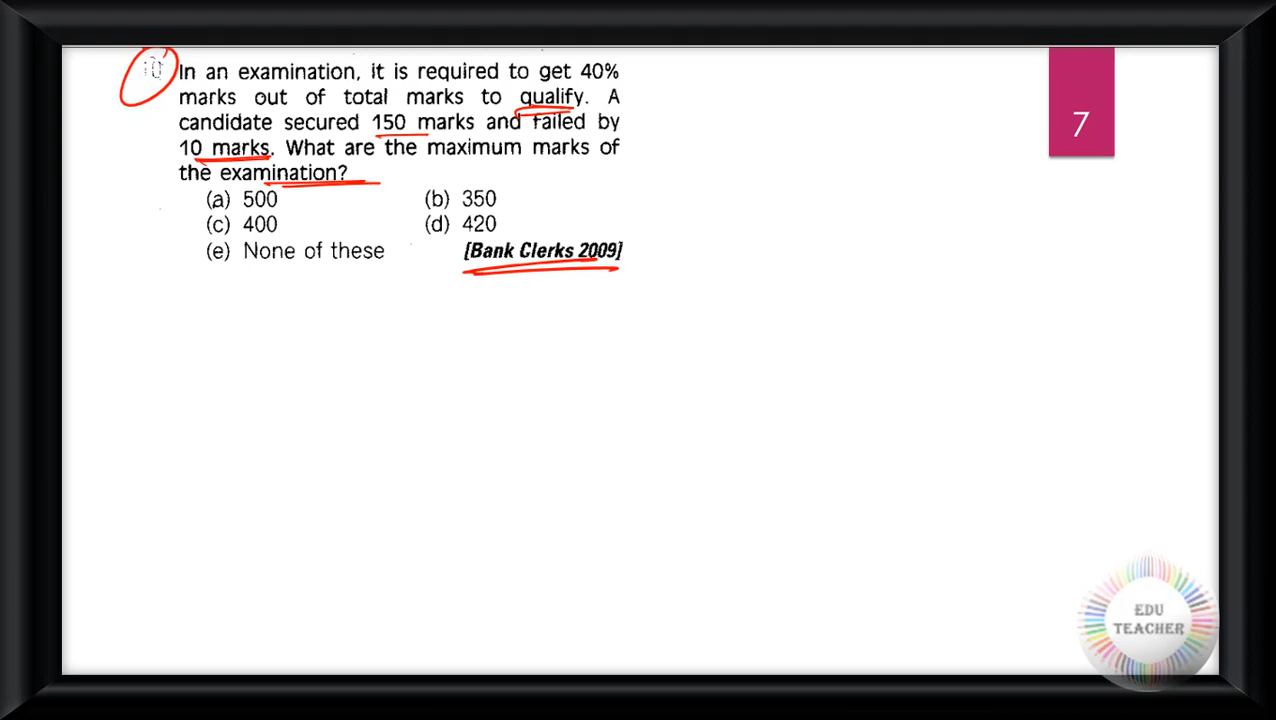 10 In an examination, it is required to get 40%
marks out of total marks to qualify. A
candidate secured 150 marks and failed by
10 marks. What are the maximum marks of
the examination?
(a) 500 (b) 350
(c) 400 (d) 420
(e) None of these [Bank Clerks 2009]
7
EDU
TEACHER